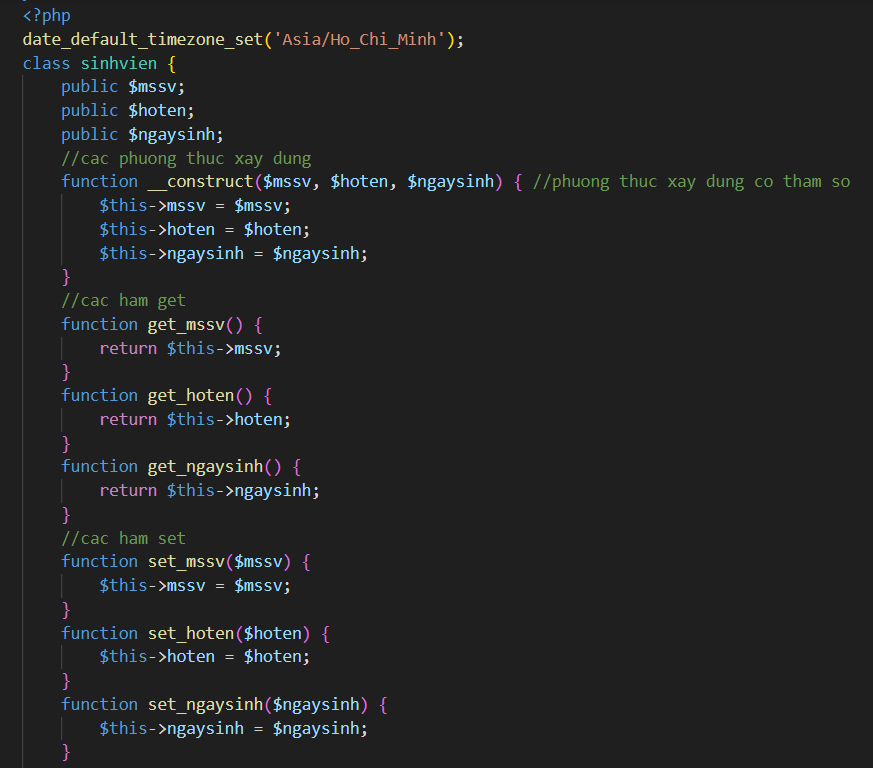 <?php
date_default_timezone_set('Asia/Ho_Chi_Minh');
class sinhvien {
    public $mssv;
    public $hoten;
    public $ngaysinh;
    //cac phuong thuc xay dung
    function __construct($mssv, $hoten, $ngaysinh) { //phuong thuc xay dung co tham so
        $this->mssv = $mssv;
        $this->hoten = $hoten;
        $this->ngaysinh = $ngaysinh;
    }
    //cac ham get
    function get_mssv() {
        return $this->mssv;
    }
    function get_hoten() {
        return $this->hoten;
    }
    function get_ngaysinh() {
        return $this->ngaysinh;
    }
    //cac ham set
    function set_mssv($mssv) {
        $this->mssv = $mssv;
    }
    function set_hoten($hoten) {
        $this->hoten = $hoten;
    }
    function set_ngaysinh($ngaysinh) {
        $this->ngaysinh = $ngaysinh;
    }